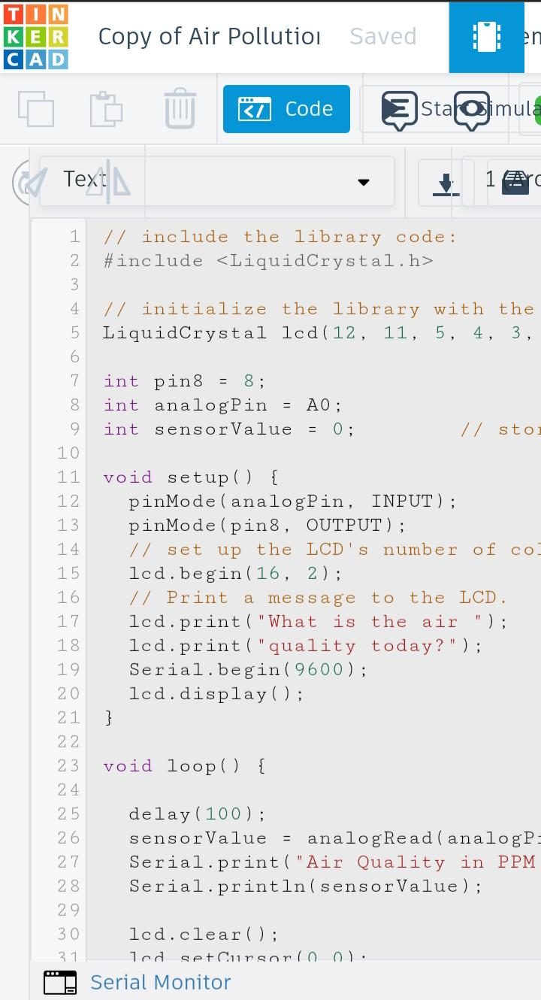 TIN
KER
CAD
Copy of Air Pollution Saved
Code Start Simula
Text 1 (Ard
1 // include the library code:
2 #include <LiquidCrystal.h>
3
4 // initialize the library with the
5 LiquidCrystal lcd(12, 11, 5, 4, 3,
6
7 int pin8 = 8;
8 int analogPin = A0;
9 int sensorValue = 0; // stor
10
11 void setup() {
12 pinMode(analogPin, INPUT);
13 pinMode(pin8, OUTPUT);
14 // set up the LCD's number of col
15 lcd.begin(16, 2);
16 // Print a message to the LCD.
17 lcd.print("What is the air ");
18 lcd.print("quality today?");
19 Serial.begin(9600);
20 lcd.display();
21 }
22
23 void loop() {
24
25 delay(100);
26 sensorValue = analogRead(analogPi
27 Serial.print("Air Quality in PPM
28 Serial.println(sensorValue);
29
30 lcd.clear();
31 lcd.setCursor(0,0);
Serial Monitor